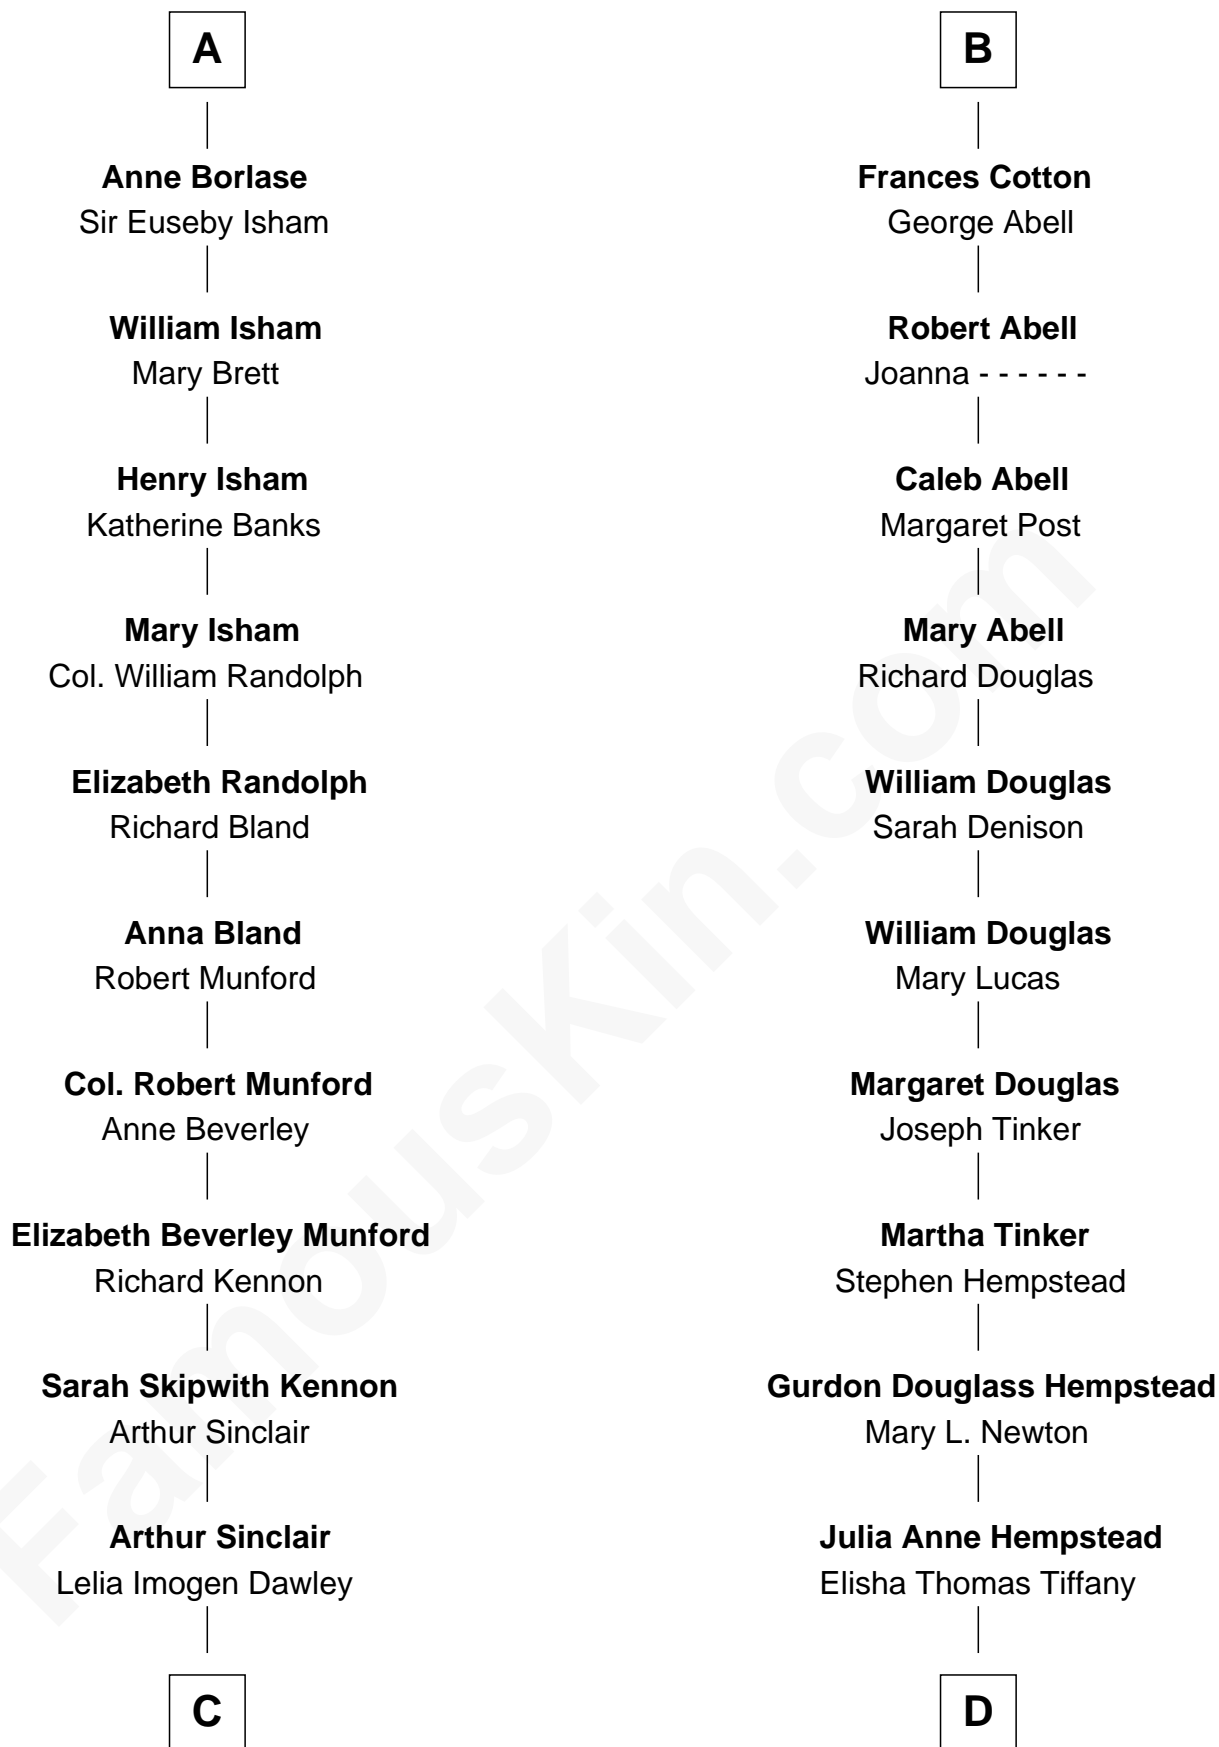 A
Anne Borlase
Sir Euseby Isham
William Isham
Mary Brett
Henry Isham
Katherine Banks
Mary Isham
Col. William Randolph
Elizabeth Randolph
Richard Bland
Anna Bland
Robert Munford
Col. Robert Munford
Anne Beverley
Elizabeth Beverley Munford
Richard Kennon
Sarah Skipwith Kennon
Arthur Sinclair
Arthur Sinclair
Lelia Imogen Dawley
C
B
Frances Cotton
George Abell
Robert Abell
Joanna - - - - - -
Caleb Abell
Margaret Post
Mary Abell
Richard Douglas
William Douglas
Sarah Denison
William Douglas
Mary Lucas
Margaret Douglas
Joseph Tinker
Martha Tinker
Stephen Hempstead
Gurdon Douglass Hempstead
Mary L. Newton
Julia Anne Hempstead
Elisha Thomas Tiffany
D
FamousKin.com